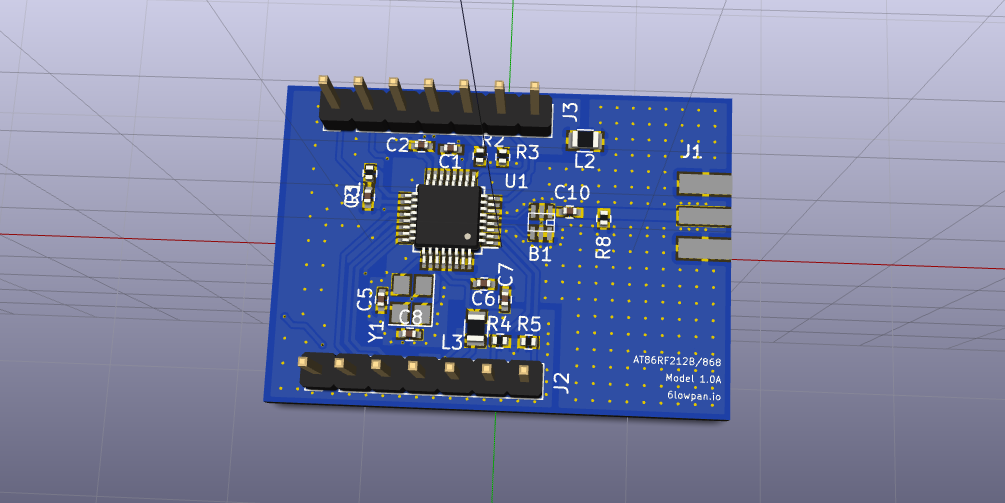 J3
C2
C1
R2
R3
L2
J1
U1
C10
B1
R8
C7
C5
C6
C8
Y1
L3
R4
R5
J2
AT86RF212B/868
Model 1.0A
6lowpan.io